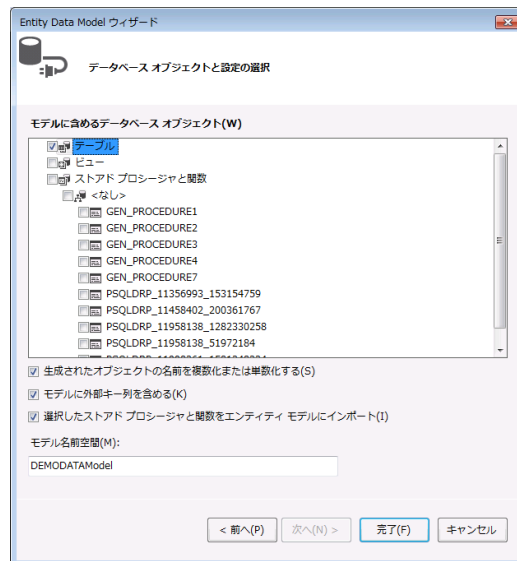 Entity Data Model ウィザード
データベース オブジェクトと設定の選択
モデルに含めるデータベース オブジェクト(W)
テーブル
ビュー
ストアド プロシージャと関数
<なし>
GEN_PROCEDURE1
GEN_PROCEDURE2
GEN_PROCEDURE3
GEN_PROCEDURE4
GEN_PROCEDURE7
PSQLDRP_11356993_153154759
PSQLDRP_11458402_200361767
PSQLDRP_11958138_1282330258
PSQLDRP_11958138_51972184
生成されたオブジェクトの名前を複数化または単数化する(S)
モデルに外部キー列を含める(K)
選択したストアド プロシージャと関数をエンティティ モデルにインポート(I)
モデル名前空間(M):
DEMODATAModel
< 前へ(P)
次へ(N) >
完了(F)
キャンセル